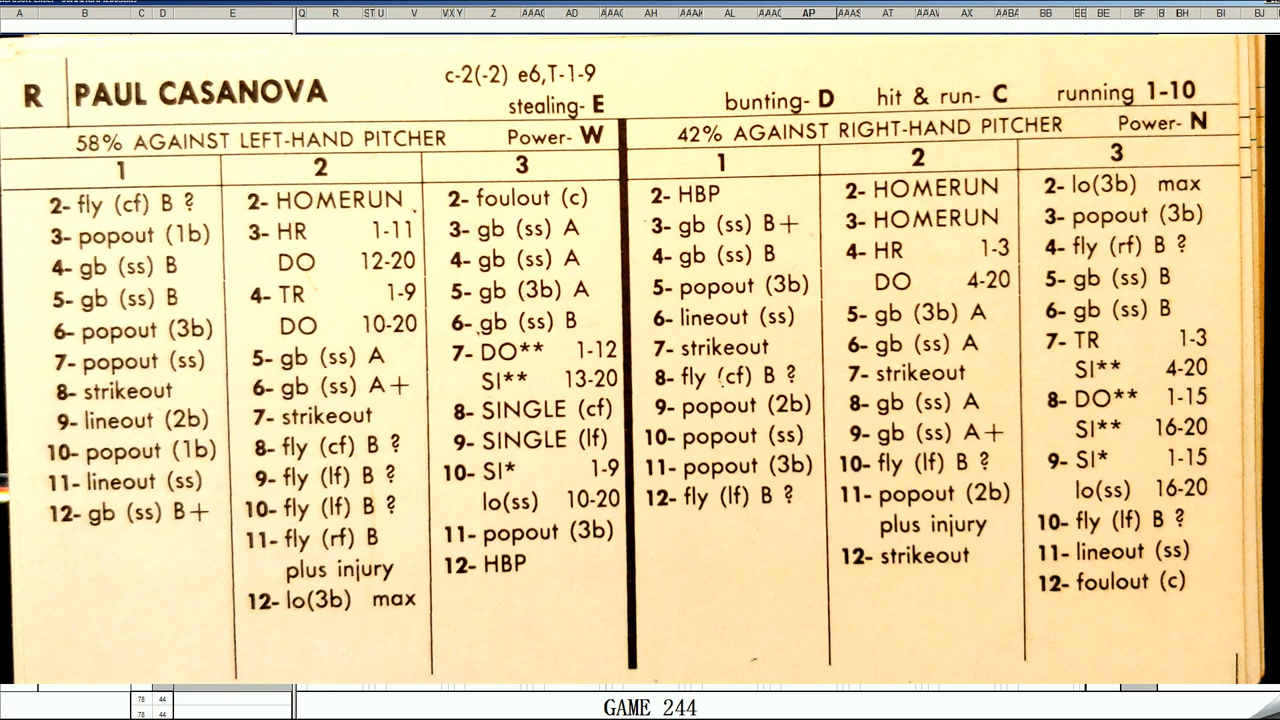 R PAUL CASANOVA
c-2(-2) e6,T-1-9
stealing- E
bunting- D hit & run- C running 1-10
58% AGAINST LEFT-HAND PITCHER Power- W
42% AGAINST RIGHT-HAND PITCHER Power- N
1
2- fly (cf) B ?
3- popout (1b)
4- gb (ss) B
5- gb (ss) B
6- popout (3b)
7- popout (ss)
8- strikeout
9- lineout (2b)
10- popout (1b)
11- lineout (ss)
12- gb (ss) B+
2
2- HOMERUN
3- HR 1-11
DO 12-20
4- TR 1-9
DO 10-20
5- gb (ss) A
6- gb (ss) A+
7- strikeout
8- fly (cf) B ?
9- fly (lf) B ?
10- fly (lf) B ?
11- fly (rf) B
plus injury
12- lo(3b) max
3
2- foulout (c)
3- gb (ss) A
4- gb (ss) A
5- gb (3b) A
6- gb (ss) B
7- DO** 1-12
SI** 13-20
8- SINGLE (cf)
9- SINGLE (lf)
10- SI* 1-9
lo(ss) 10-20
11- popout (3b)
12- HBP
1
2- HBP
3- gb (ss) B+
4- gb (ss) B
5- popout (3b)
6- lineout (ss)
7- strikeout
8- fly (cf) B ?
9- popout (2b)
10- popout (ss)
11- popout (3b)
12- fly (lf) B ?
2
2- HOMERUN
3- HOMERUN
4- HR 1-3
DO 4-20
5- gb (3b) A
6- gb (ss) A
7- strikeout
8- gb (ss) A
9- gb (ss) A+
10- fly (lf) B ?
11- popout (2b)
plus injury
12- strikeout
3
2- lo(3b) max
3- popout (3b)
4- fly (rf) B ?
5- gb (ss) B
6- gb (ss) B
7- TR 1-3
SI** 4-20
8- DO** 1-15
SI** 16-20
9- SI* 1-15
lo(ss) 16-20
10- fly (lf) B ?
11- lineout (ss)
12- foulout (c)
78 44
78 44
GAME 244